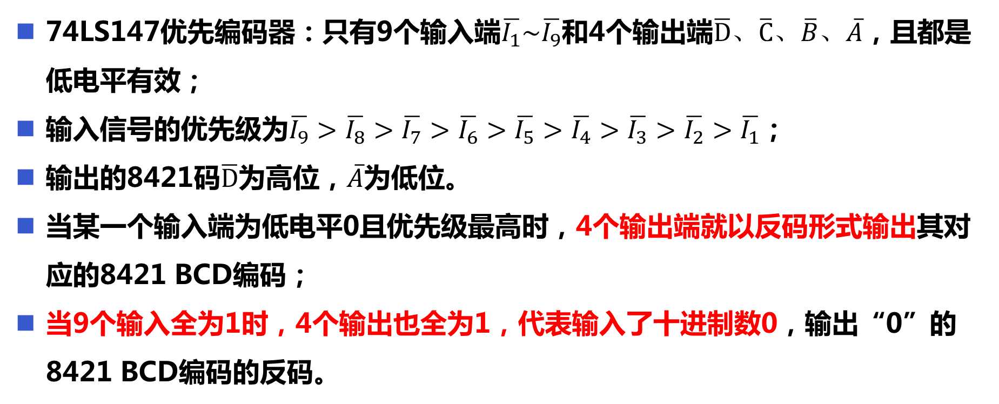 74LS147优先编码器：只有9个输入端$\overline{I_1}$~$\overline{I_9}$和4个输出端$\overline{\mathrm{D}}$、$\overline{\mathrm{C}}$、$\overline{B}$、$\overline{A}$，且都是
低电平有效；
输入信号的优先级为$\overline{I_9} > \overline{I_8} > \overline{I_7} > \overline{I_6} > \overline{I_5} > \overline{I_4} > \overline{I_3} > \overline{I_2} > \overline{I_1}$；
输出的8421码$\overline{\mathrm{D}}$为高位，$\overline{A}$为低位。
当某一个输入端为低电平0且优先级最高时，4个输出端就以反码形式输出其对
应的8421 BCD编码；
当9个输入全为1时，4个输出也全为1，代表输入了十进制数0，输出“0”的
8421 BCD编码的反码。